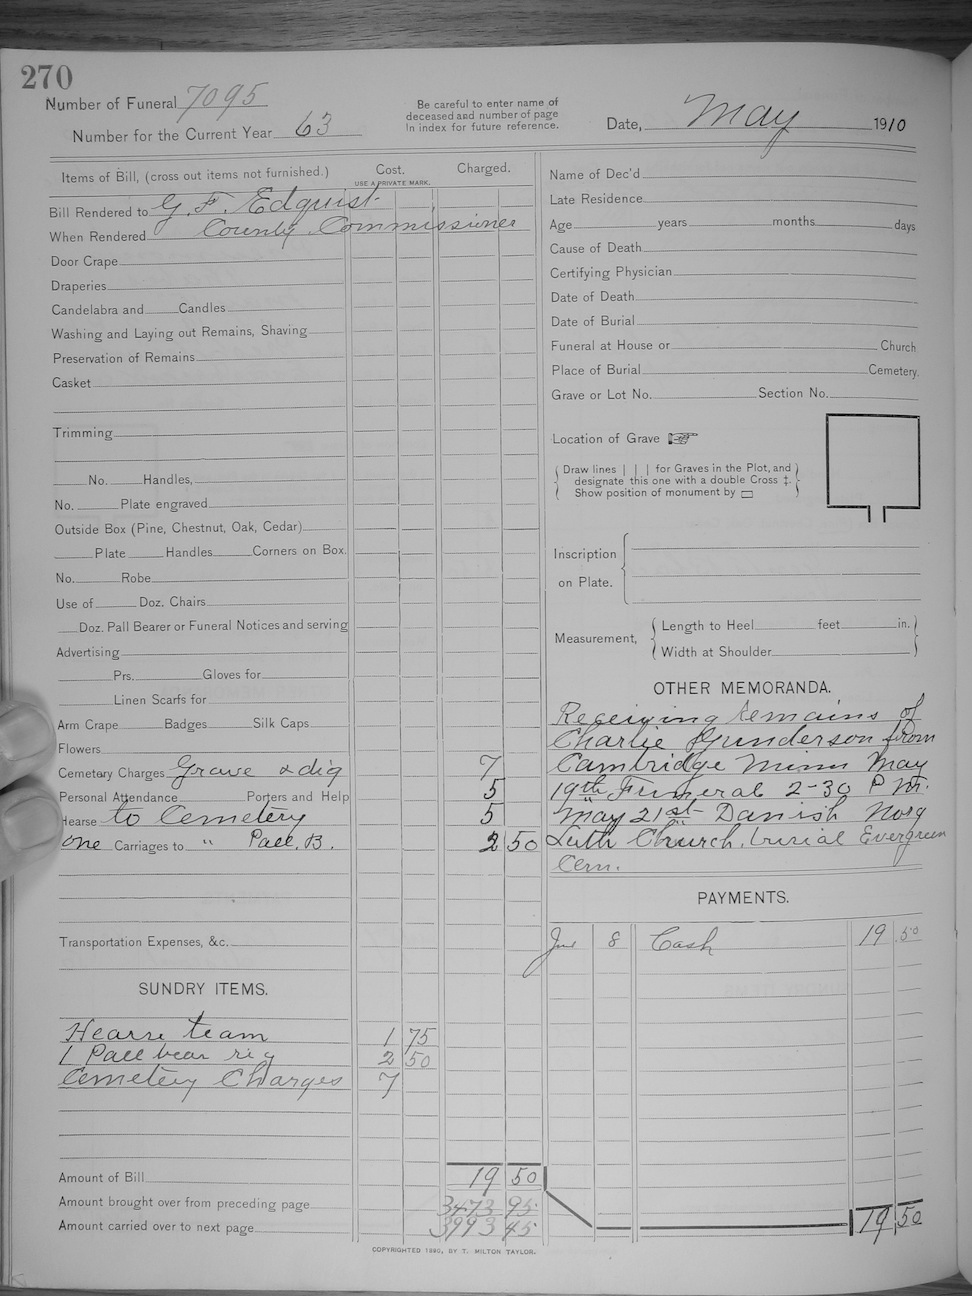 270
Number of Funeral 7095
Number for the Current Year 63
Be careful to enter name of
deceased and number of page
In index for future reference.
Date, May 1910
Items of Bill, (cross out items not furnished.)
Cost.
USE A PRIVATE MARK.
Charged.
Bill Rendered to G. F. Edquist
When Rendered County Commissioner
Door Crape
Draperies
Candelabra and Candles
Washing and Laying out Remains, Shaving
Preservation of Remains
Casket
Trimming
No. Handles,
No. Plate engraved
Outside Box (Pine, Chestnut, Oak, Cedar)
Plate Handles Corners on Box.
No. Robe
Use of Doz. Chairs
Doz. Pall Bearer or Funeral Notices and serving
Advertising
Prs. Gloves for
Linen Scarfs for
Arm Crape Badges Silk Caps
Flowers
Cemetery Charges Grave & dig 7
Personal Attendance Porters and Help 5
Hearse to Cemetery 5
One Carriages to " Pall. B. 2 50
Transportation Expenses, &c.
SUNDRY ITEMS.
Hearse team 1 75
1 Pall bear rig 2 50
Cemetery Charges 7
Amount of Bill 19 50
Amount brought over from preceding page 3473 95
Amount carried over to next page 3993 45
Name of Dec'd
Late Residence
Age years months days
Cause of Death
Certifying Physician
Date of Death
Date of Burial
Funeral at House or Church
Place of Burial Cemetery.
Grave or Lot No. Section No.
Location of Grave
Draw lines | | | for Graves in the Plot, and
designate this one with a double Cross ‡.
Show position of monument by
Inscription
on Plate.
Measurement,
Length to Heel feet in.
Width at Shoulder
OTHER MEMORANDA.
Receiving remains of
Charlie Gunderson from
Cambridge Minn May
19th Funeral 2-30 P M.
May 21st Danish Norg
Luth Church, burial Evergreen
Cem.
PAYMENTS.
June 8 Cash 19 50
19 50
COPYRIGHTED 1890, BY T. MILTON TAYLOR.